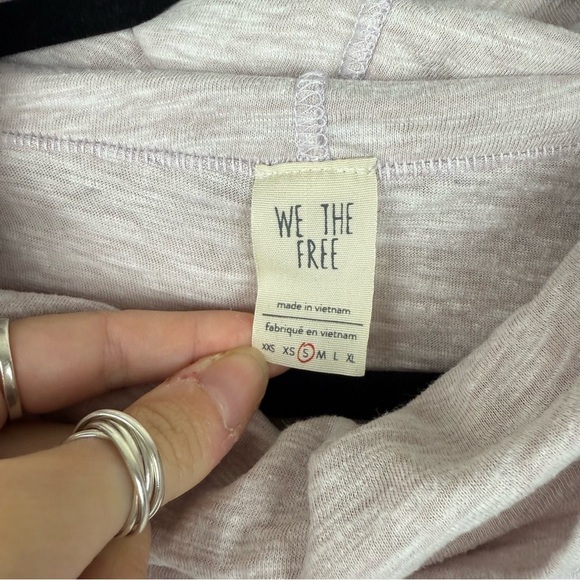 WE THE
FREE
made in vietnam
fabriqué en vietnam
XXS XS S M L XL